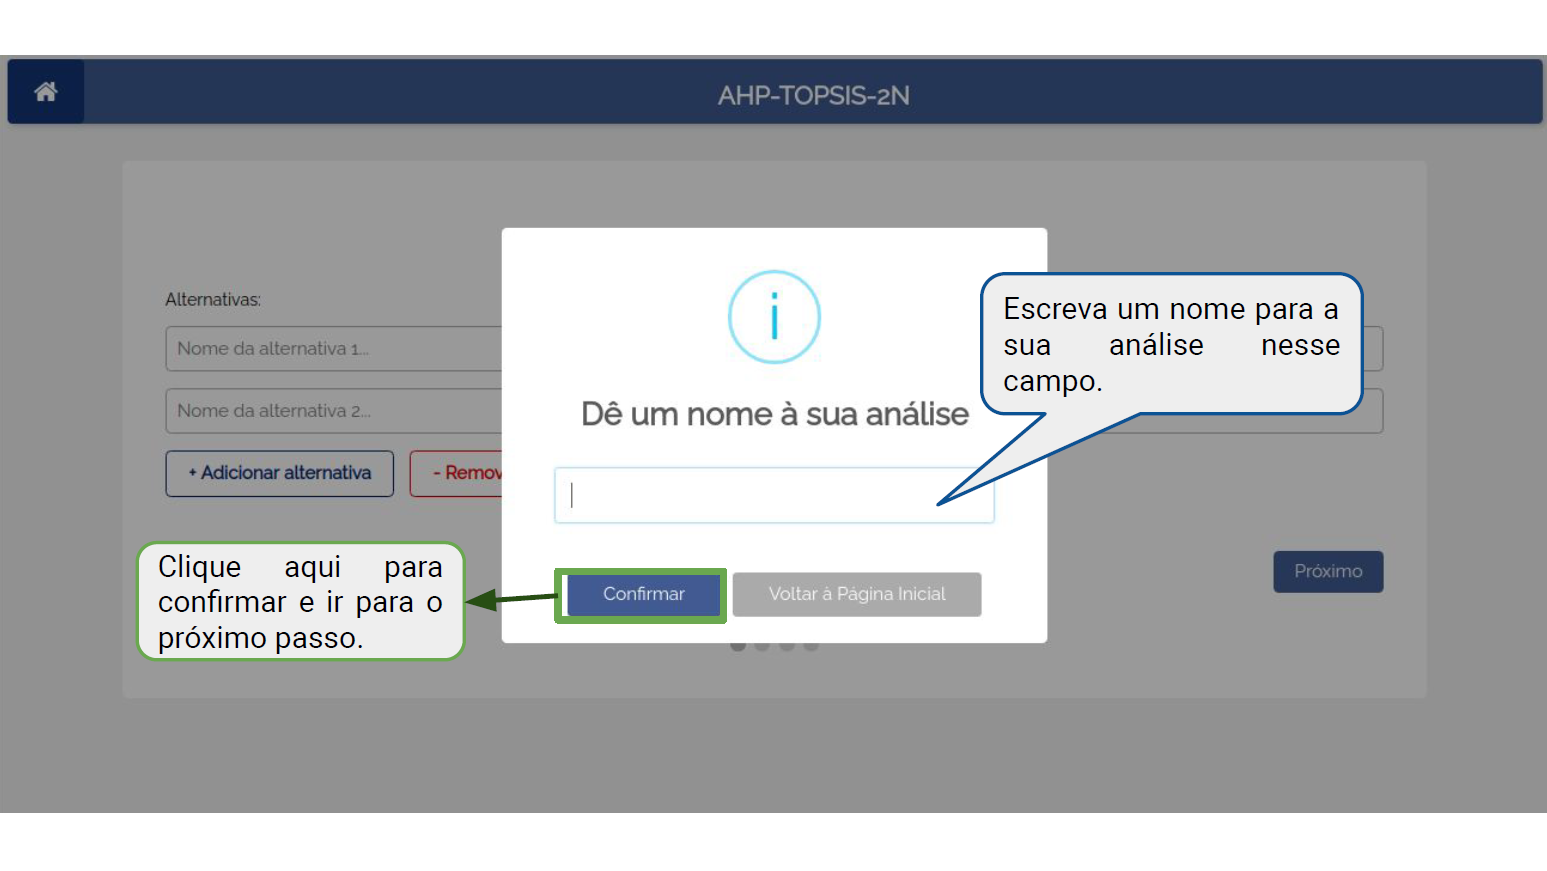 AHP-TOPSIS-2N
Alternativas:
Nome da alternativa 1...
Nome da alternativa 2...
+ Adicionar alternativa
- Remov
i
Dê um nome à sua análise
Escreva um nome para a
sua análise nesse
campo.
Clique aqui para
confirmar e ir para o
próximo passo.
Confirmar
Voltar á Página Inicial
Próximo